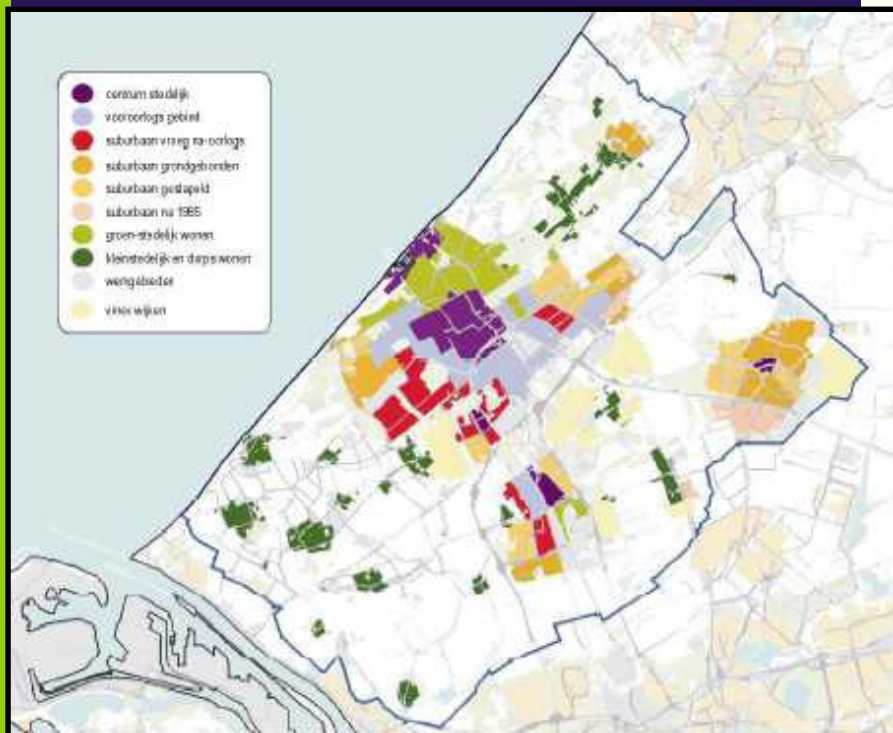 centrum stedelijk
vooroorlogs gebied
suburbaan vroeg na-oorlogs
suburbaan grondgebonden
suburbaan gestapeld
suburbaan na 1985
groen-stedelijk wonen
kleinstedelijk en dorps wonen
werkgebieden
vinex wijken